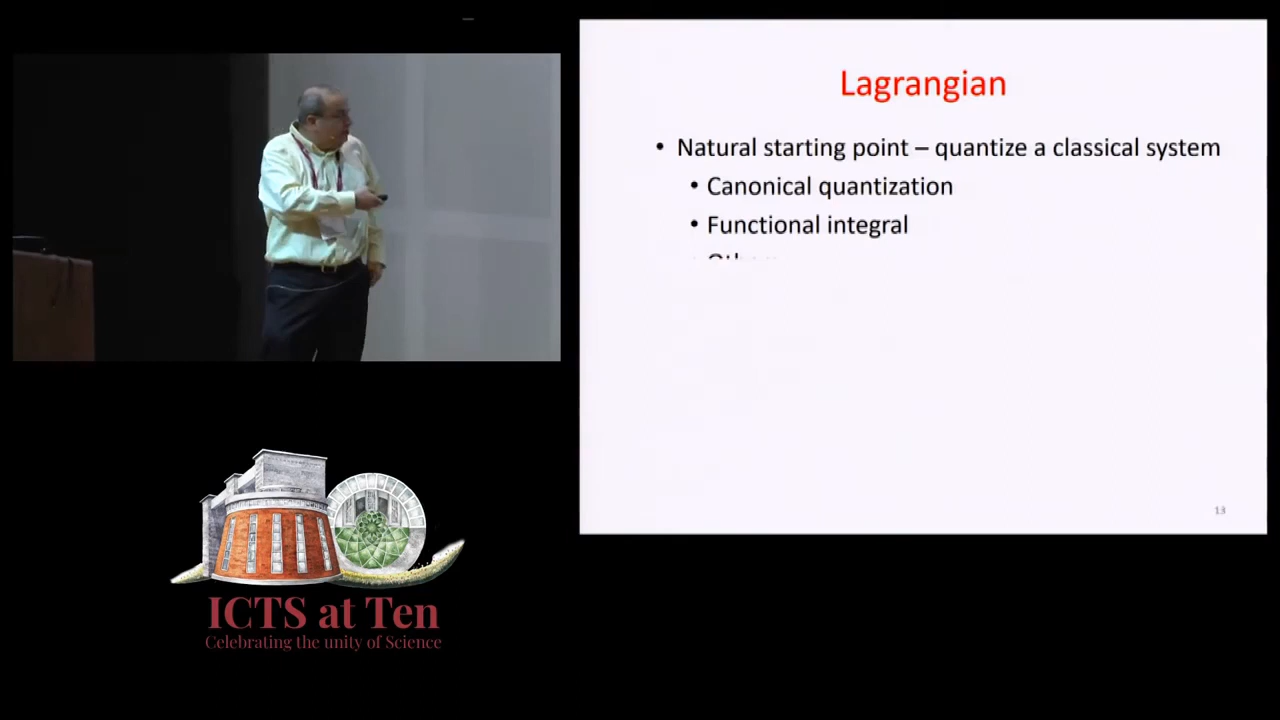 Lagrangian
• Natural starting point – quantize a classical system
• Canonical quantization
• Functional integral
13
ICTS at Ten
Celebrating the unity of Science